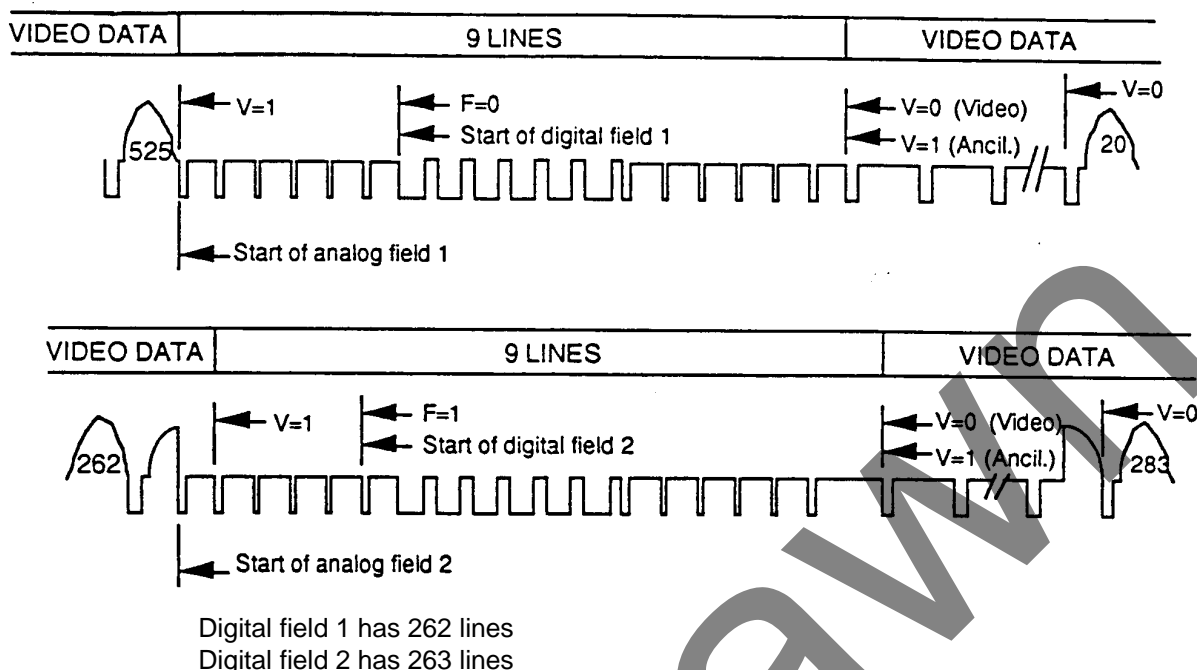 VIDEO DATA 9 LINES VIDEO DATA
V=1 F=0 V=0 (Video) V=0
525 Start of digital field 1 V=1 (Ancil.) 20
Start of analog field 1
VIDEO DATA 9 LINES VIDEO DATA
V=1 F=1 V=0 (Video) V=0
262 Start of digital field 2 V=1 (Ancil.) 283
Start of analog field 2
Digital field 1 has 262 lines
Digital field 2 has 263 lines
awn